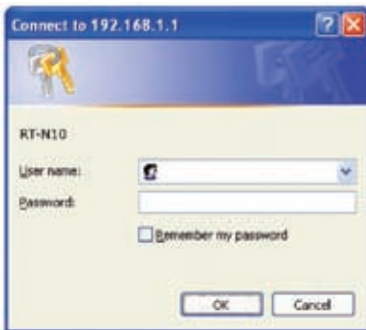 Connect to 192.168.1.1
RT-N10
User name:
Password:
Remember my password
OK Cancel